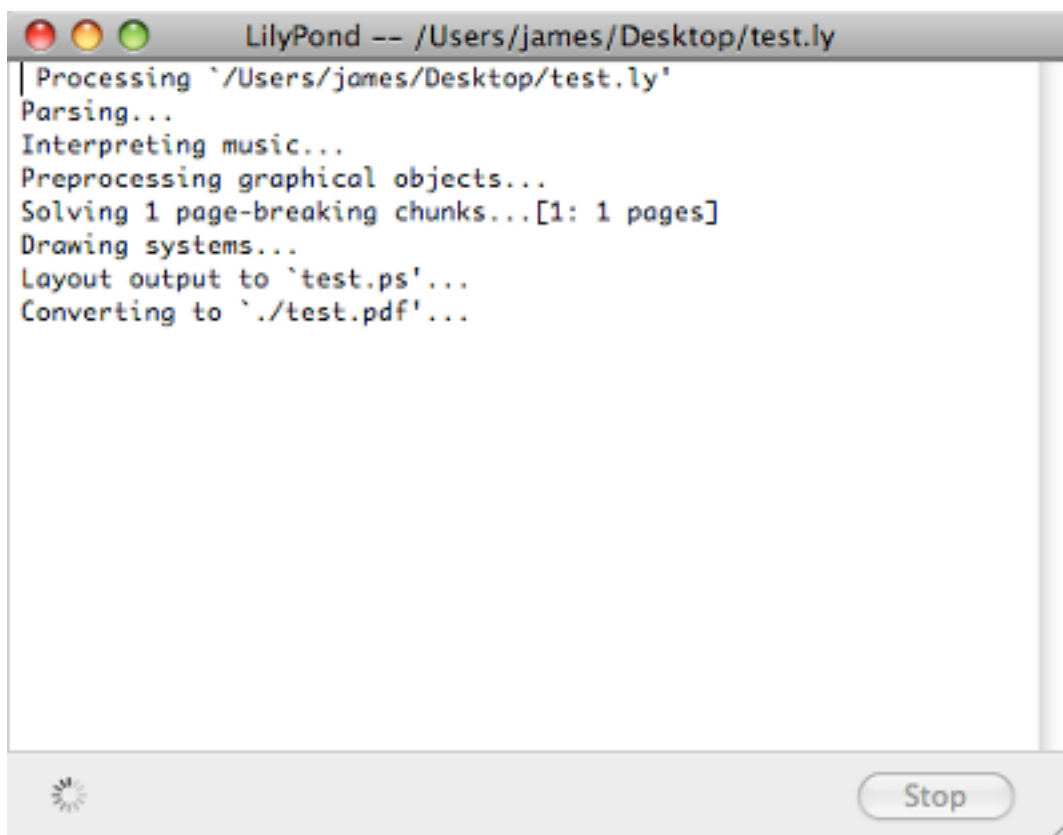 LilyPond -- /Users/james/Desktop/test.ly
Processing `/Users/james/Desktop/test.ly'
Parsing...
Interpreting music...
Preprocessing graphical objects...
Solving 1 page-breaking chunks...[1: 1 pages]
Drawing systems...
Layout output to `test.ps'...
Converting to `./test.pdf'...
Stop